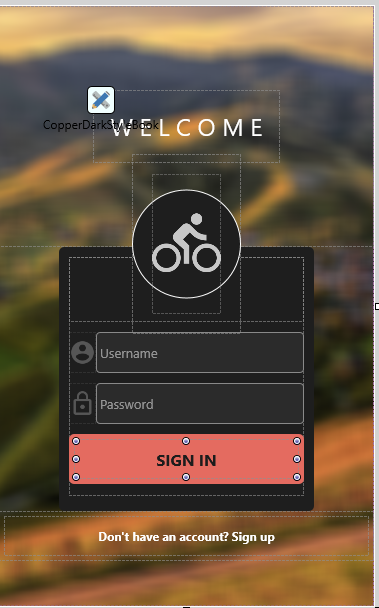 WELCOME
CopperDarkStyleBook
Username
Password
SIGN IN
Don't have an account? Sign up